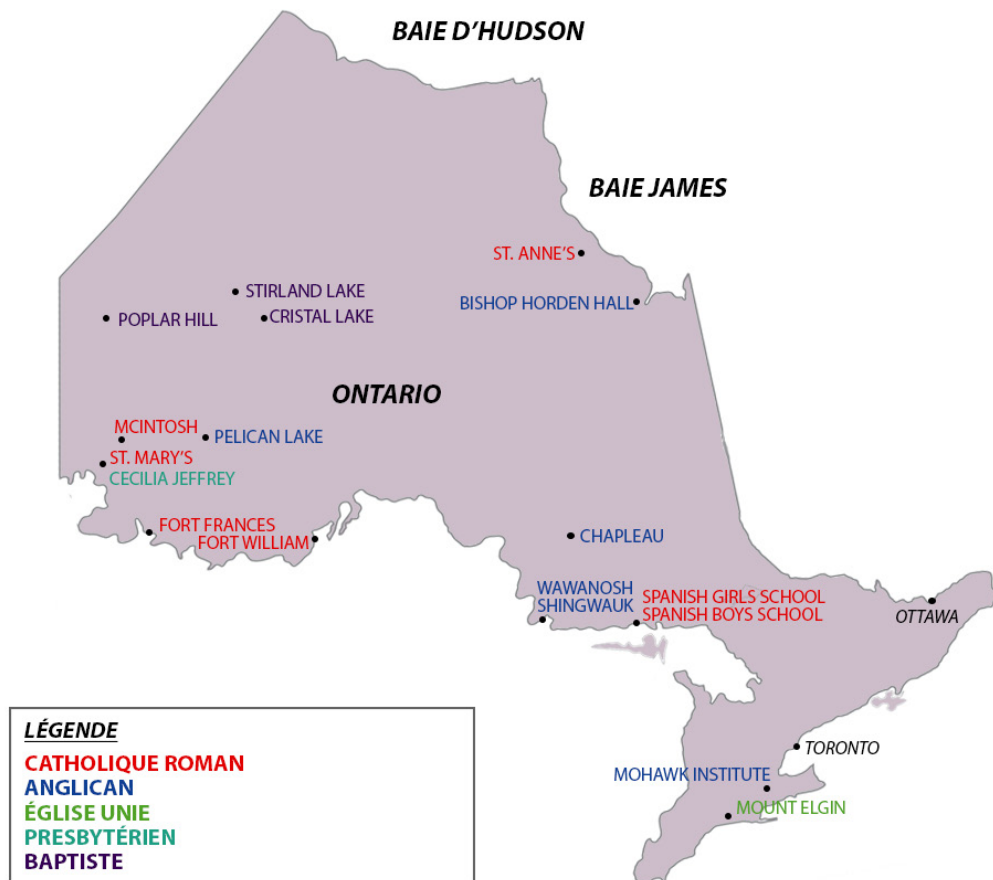 BAIE D'HUDSON
BAIE JAMES
ST. ANNE'S
STIRLAND LAKE
BISHOP HORDEN HALL
POPLAR HILL
CRISTAL LAKE
ONTARIO
MCINTOSH
PELICAN LAKE
ST. MARY'S
CECILIA JEFFREY
FORT FRANCES
FORT WILLIAM
CHAPLEAU
WAWANOSH
SHINGWAUK
SPANISH GIRLS SCHOOL
SPANISH BOYS SCHOOL
OTTAWA
TORONTO
MOHAWK INSTITUTE
MOUNT ELGIN
LÉGENDE
CATHOLIQUE ROMAN
ANGLICAN
ÉGLISE UNIE
PRESBYTÉRIEN
BAPTISTE